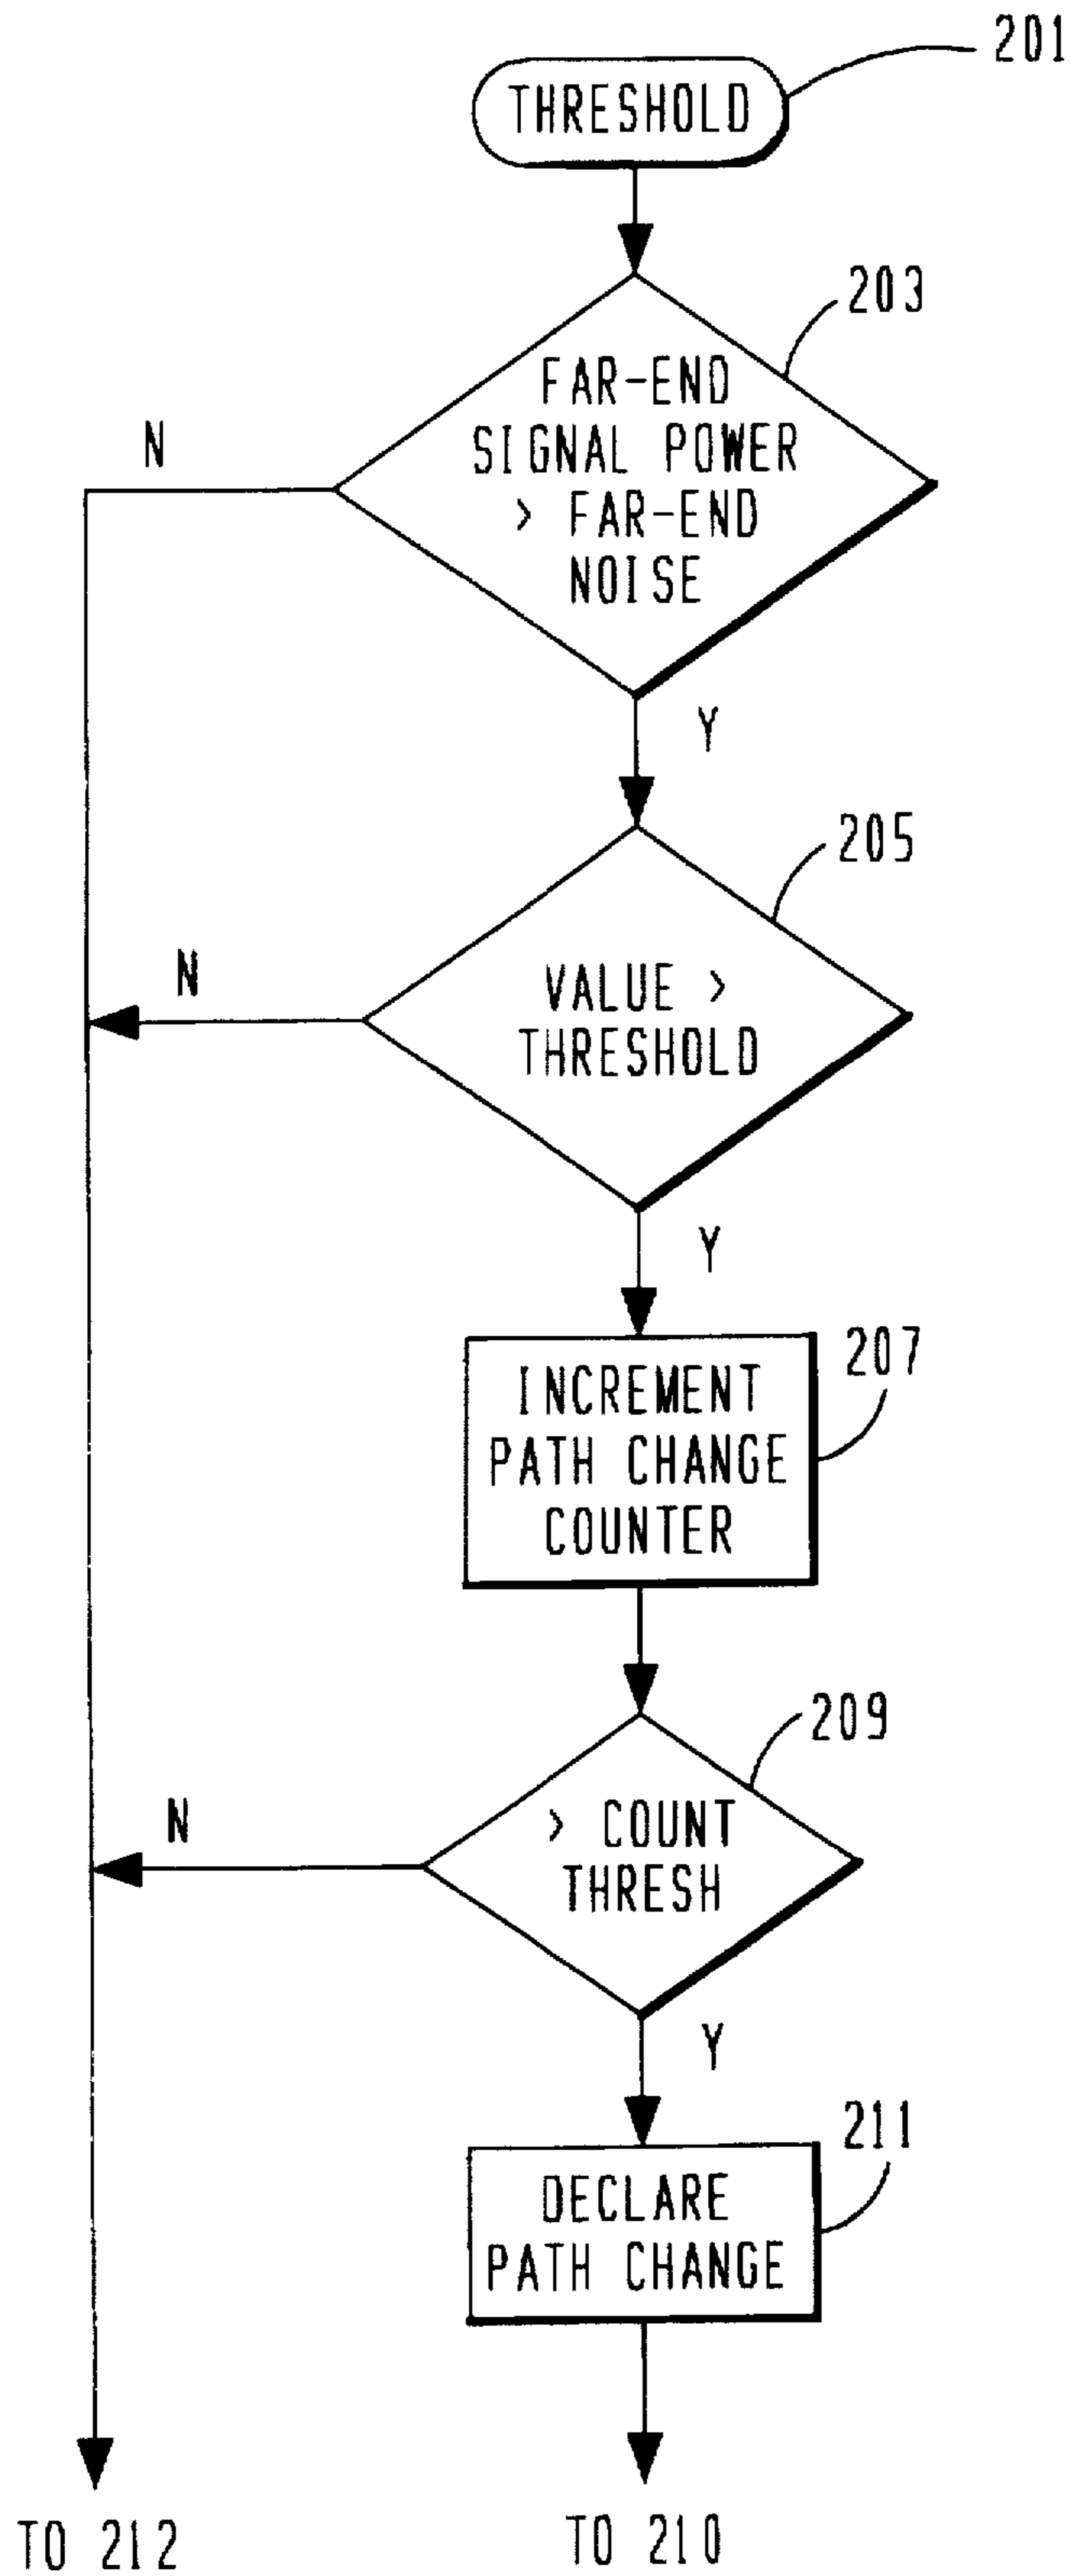 201
THRESHOLD
203
FAR-END
SIGNAL POWER
> FAR-END
NOISE
N
Y
205
VALUE >
THRESHOLD
N
Y
207
INCREMENT
PATH CHANGE
COUNTER
209
> COUNT
THRESH
N
Y
211
DECLARE
PATH CHANGE
TO 212
TO 210